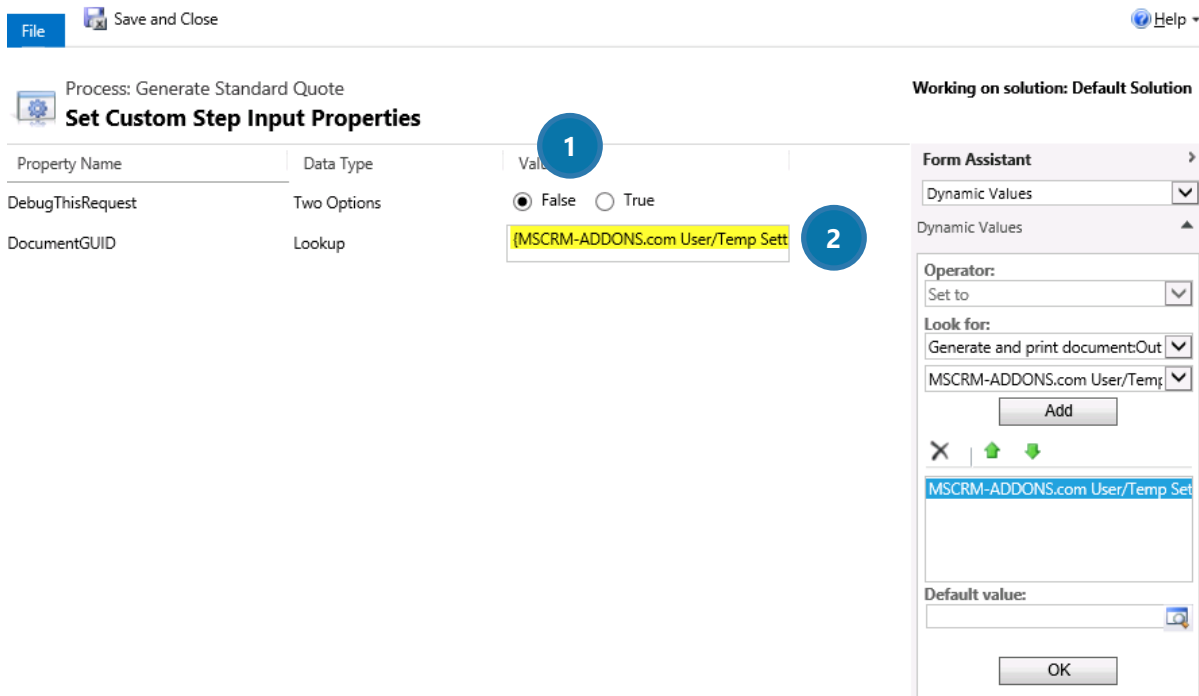 File
Save and Close
Help
Process: Generate Standard Quote
Set Custom Step Input Properties
Working on solution: Default Solution
Property Name
Data Type
Val
1
DebugThisRequest
Two Options
False
True
DocumentGUID
Lookup
{MSCRM-ADDONS.com User/Temp Sett
2
Form Assistant
Dynamic Values
Dynamic Values
Operator:
Set to
Look for:
Generate and print document:Out
MSCRM-ADDONS.com User/Temp
Add
MSCRM-ADDONS.com User/Temp Set
Default value:
OK